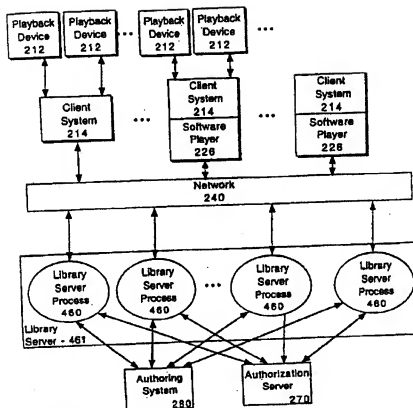 Playback Device 212
Playback Device 212
...
Playback Device 212
Playback Device 212
...
Client System 214
...
Client System 214
Software Player 226
...
Client System 214
Software Player 226
Network 240
Library Server Process 460
Library Server Process 460
...
Library Server Process 460
Library Server Process 460
Library Server - 461
Authoring System 280
Authorization Server 270